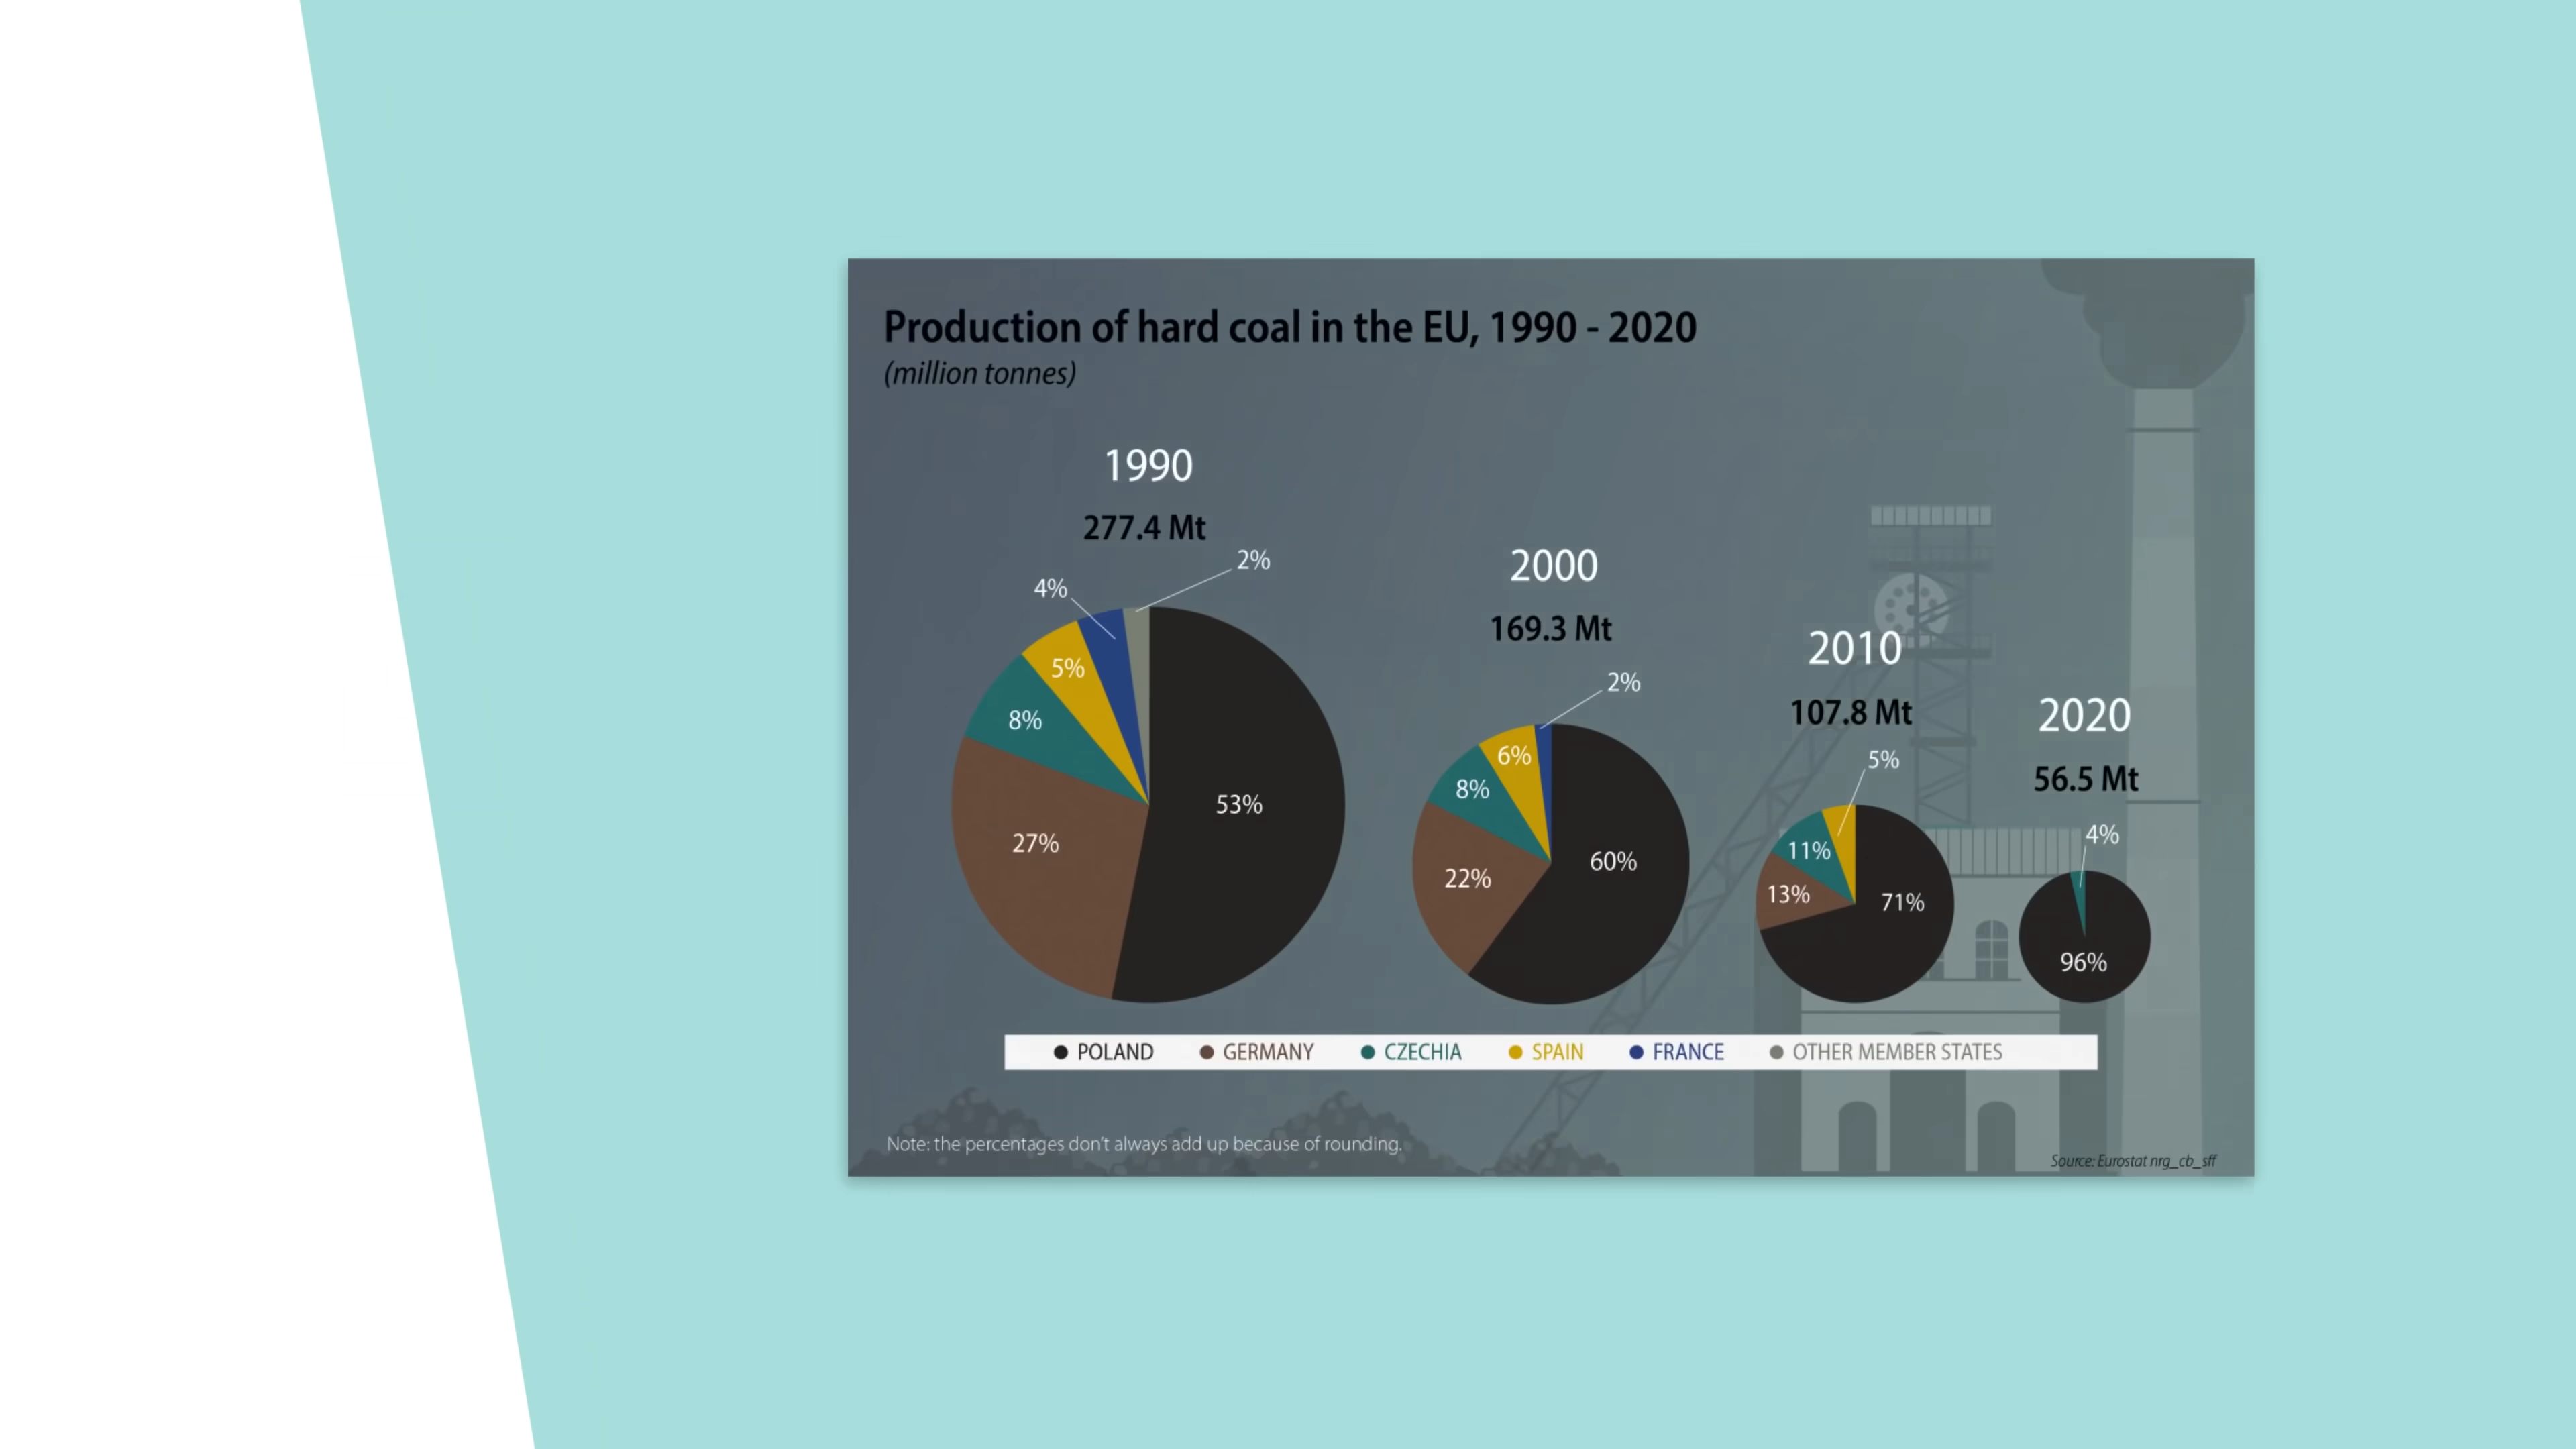 Production of hard coal in the EU, 1990 - 2020
(million tonnes)
1990
277.4 Mt
2%
4%
5%
8%
53%
27%
2000
169.3 Mt
2%
6%
8%
60%
22%
2010
107.8 Mt
5%
11%
13%
71%
2020
56.5 Mt
4%
96%
POLAND GERMANY CZECHIA SPAIN FRANCE OTHER MEMBER STATES
Note: the percentages don't always add up because of rounding.
Source: Eurostat nrg_cb_sff